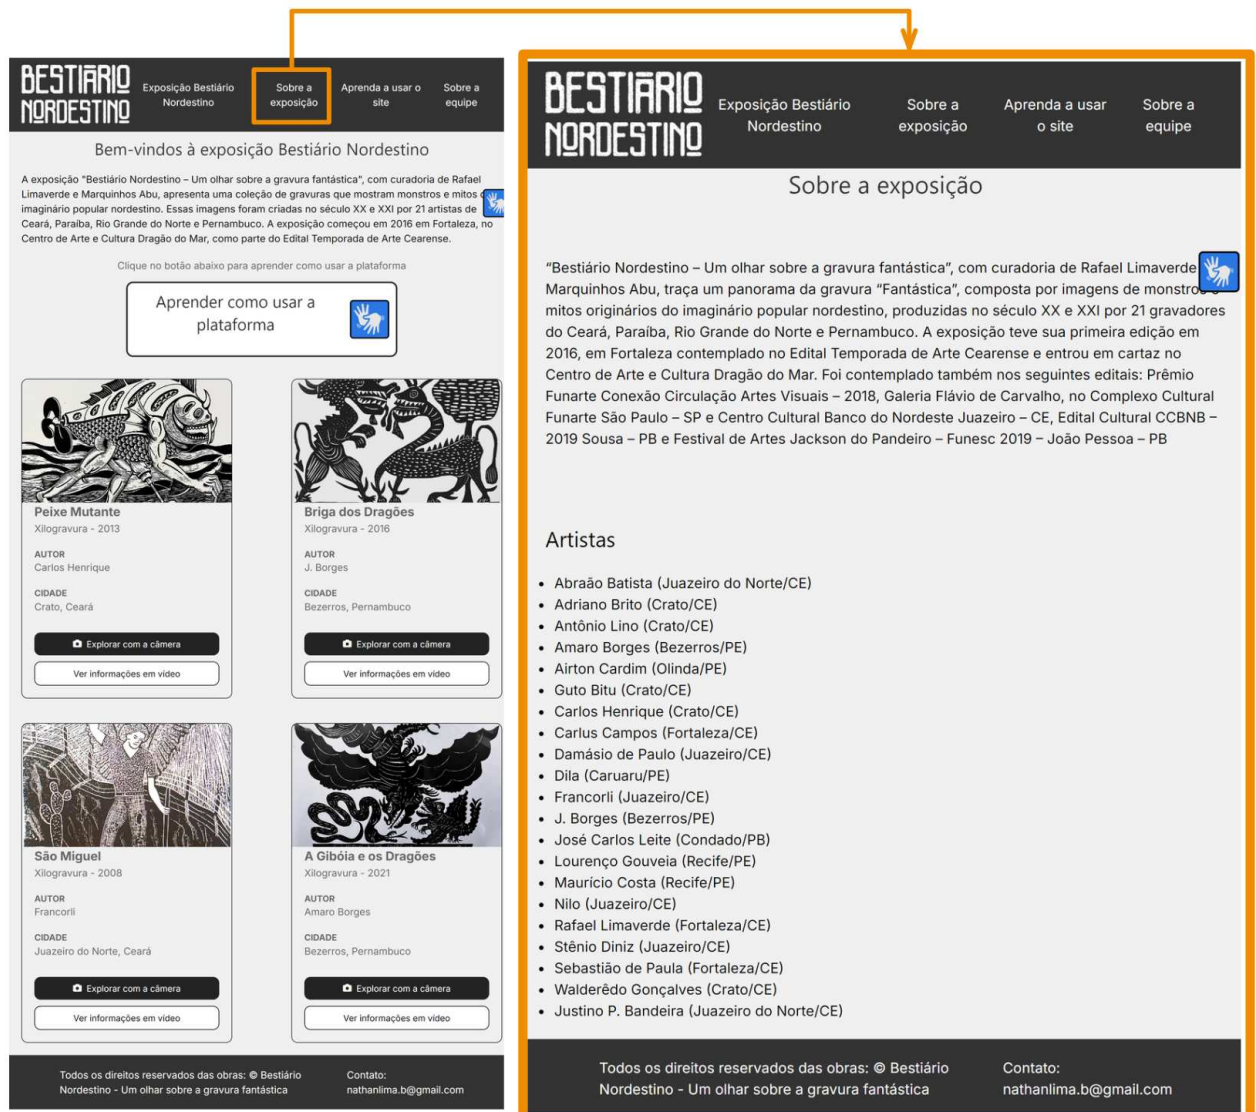 BESTIÁRIO
NORDESTINO
Exposição Bestiário
Nordestino
Sobre a
exposição
Aprenda a usar o
site
Sobre a
equipe
Bem-vindos à exposição Bestiário Nordestino
A exposição "Bestiário Nordestino – Um olhar sobre a gravura fantástica", com curadoria de Rafael
Limaverde e Marquinhos Abu, apresenta uma coleção de gravuras que mostram monstros e mitos
imaginário popular nordestino. Essas imagens foram criadas no século XX e XXI por 21 artistas de
Ceará, Paraíba, Rio Grande do Norte e Pernambuco. A exposição começou em 2016 em Fortaleza, no
Centro de Arte e Cultura Dragão do Mar, como parte do Edital Temporada de Arte Cearense.
Clique no botão abaixo para aprender como usar a plataforma
Aprender como usar a
plataforma
Peixe Mutante
Xilogravura - 2013
AUTOR
Carlos Henrique
CIDADE
Crato, Ceará
Explorar com a câmera
Ver informações em vídeo
Briga dos Dragões
Xilogravura - 2016
AUTOR
J. Borges
CIDADE
Bezerros, Pernambuco
Explorar com a câmera
Ver informações em vídeo
São Miguel
Xilogravura - 2008
AUTOR
Francorli
CIDADE
Juazeiro do Norte, Ceará
Explorar com a câmera
Ver informações em vídeo
A Gibóia e os Dragões
Xilogravura - 2021
AUTOR
Amaro Borges
CIDADE
Bezerros, Pernambuco
Explorar com a câmera
Ver informações em vídeo
Todos os direitos reservados das obras: © Bestiário
Nordestino - Um olhar sobre a gravura fantástica
Contato:
nathanlima.b@gmail.com
BESTIÁRIO
NORDESTINO
Exposição Bestiário
Nordestino
Sobre a
exposição
Aprenda a usar
o site
Sobre a
equipe
Sobre a exposição
“Bestiário Nordestino – Um olhar sobre a gravura fantástica”, com curadoria de Rafael Limaverde
Marquinhos Abu, traça um panorama da gravura “Fantástica”, composta por imagens de monstros e
mitos originários do imaginário popular nordestino, produzidas no século XX e XXI por 21 gravadores
do Ceará, Paraíba, Rio Grande do Norte e Pernambuco. A exposição teve sua primeira edição em
2016, em Fortaleza contemplado no Edital Temporada de Arte Cearense e entrou em cartaz no
Centro de Arte e Cultura Dragão do Mar. Foi contemplado também nos seguintes editais: Prêmio
Funarte Conexão Circulação Artes Visuais – 2018, Galeria Flávio de Carvalho, no Complexo Cultural
Funarte São Paulo – SP e Centro Cultural Banco do Nordeste Juazeiro – CE, Edital Cultural CCBNB –
2019 Sousa – PB e Festival de Artes Jackson do Pandeiro – Funesc 2019 – João Pessoa – PB
Artistas
• Abraão Batista (Juazeiro do Norte/CE)
• Adriano Brito (Crato/CE)
• Antônio Lino (Crato/CE)
• Amaro Borges (Bezerros/PE)
• Airton Cardim (Olinda/PE)
• Guto Bitu (Crato/CE)
• Carlos Henrique (Crato/CE)
• Carlus Campos (Fortaleza/CE)
• Damásio de Paulo (Juazeiro/CE)
• Dila (Caruaru/PE)
• Francorli (Juazeiro/CE)
• J. Borges (Bezerros/PE)
• José Carlos Leite (Condado/PB)
• Lourenço Gouveia (Recife/PE)
• Maurício Costa (Recife/PE)
• Nilo (Juazeiro/CE)
• Rafael Limaverde (Fortaleza/CE)
• Stênio Diniz (Juazeiro/CE)
• Sebastião de Paula (Fortaleza/CE)
• Walderêdo Gonçalves (Crato/CE)
• Justino P. Bandeira (Juazeiro do Norte/CE)
Todos os direitos reservados das obras: © Bestiário
Nordestino - Um olhar sobre a gravura fantástica
Contato:
nathanlima.b@gmail.com